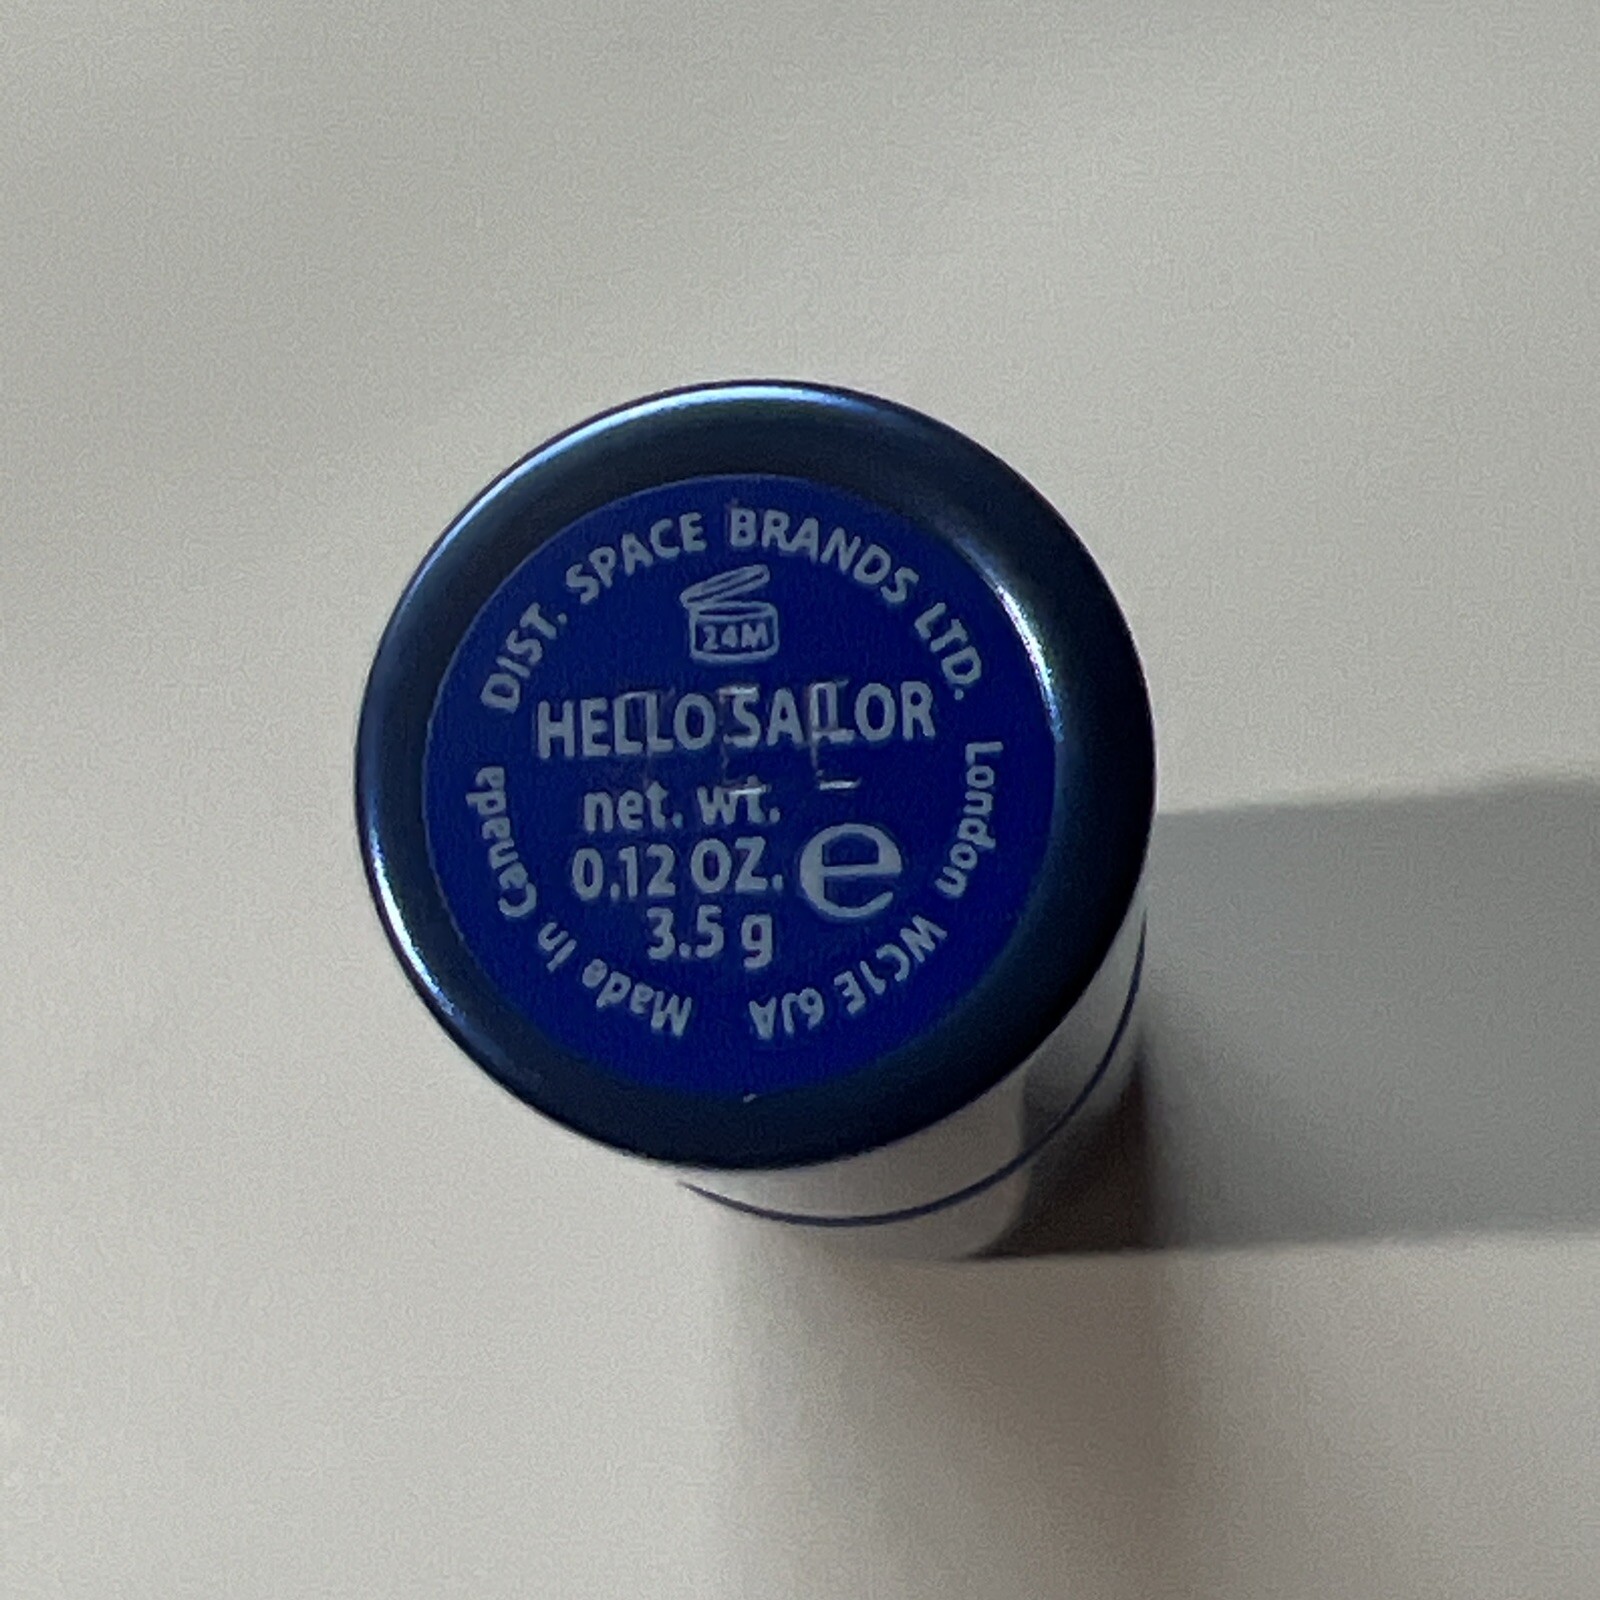 DIST. SPACE BRANDS LTD.
24M
HELLO SAILOR
net. wt.
0.12 OZ. e
3.5 g
London WC1E 6JA
Made in Canada